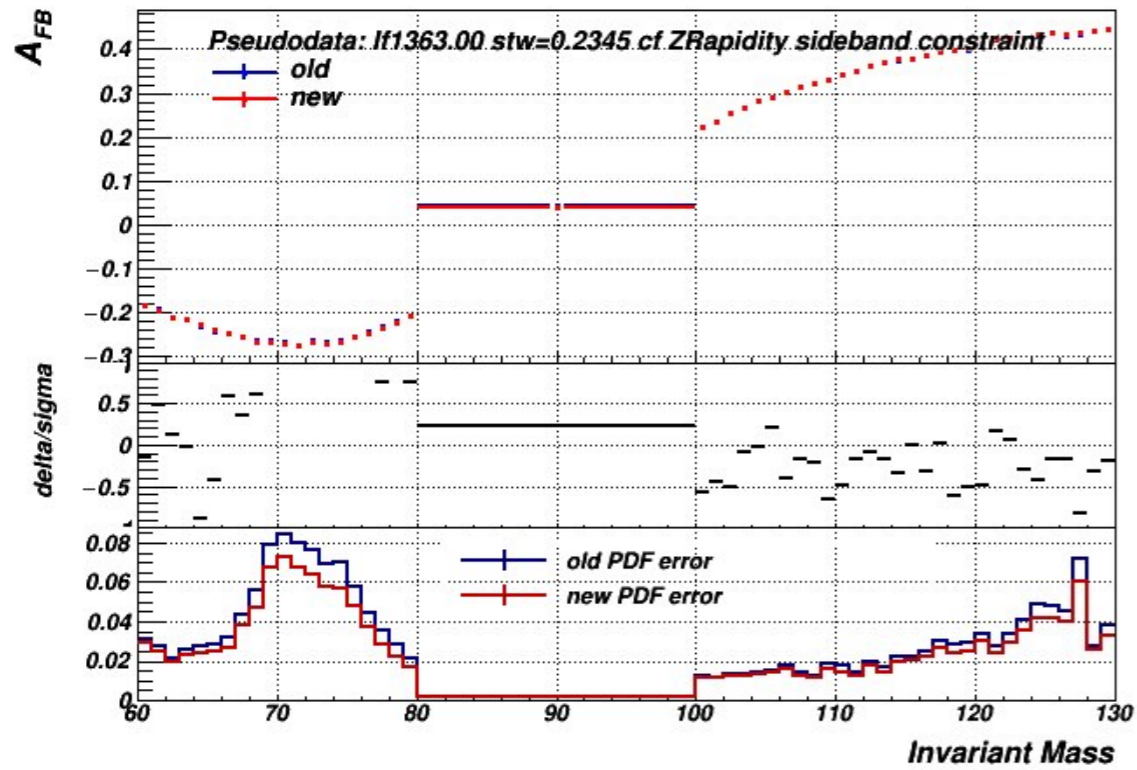 A_FB
Pseudodata: lf1363.00 stw=0.2345 cf ZRapidity sideband constraint
old
new
0.4
0.3
0.2
0.1
0
−0.1
−0.2
−0.3
delta/sigma
0.5
0
−0.5
old PDF error
new PDF error
0.08
0.06
0.04
0.02
0
60 70 80 90 100 110 120 130
Invariant Mass